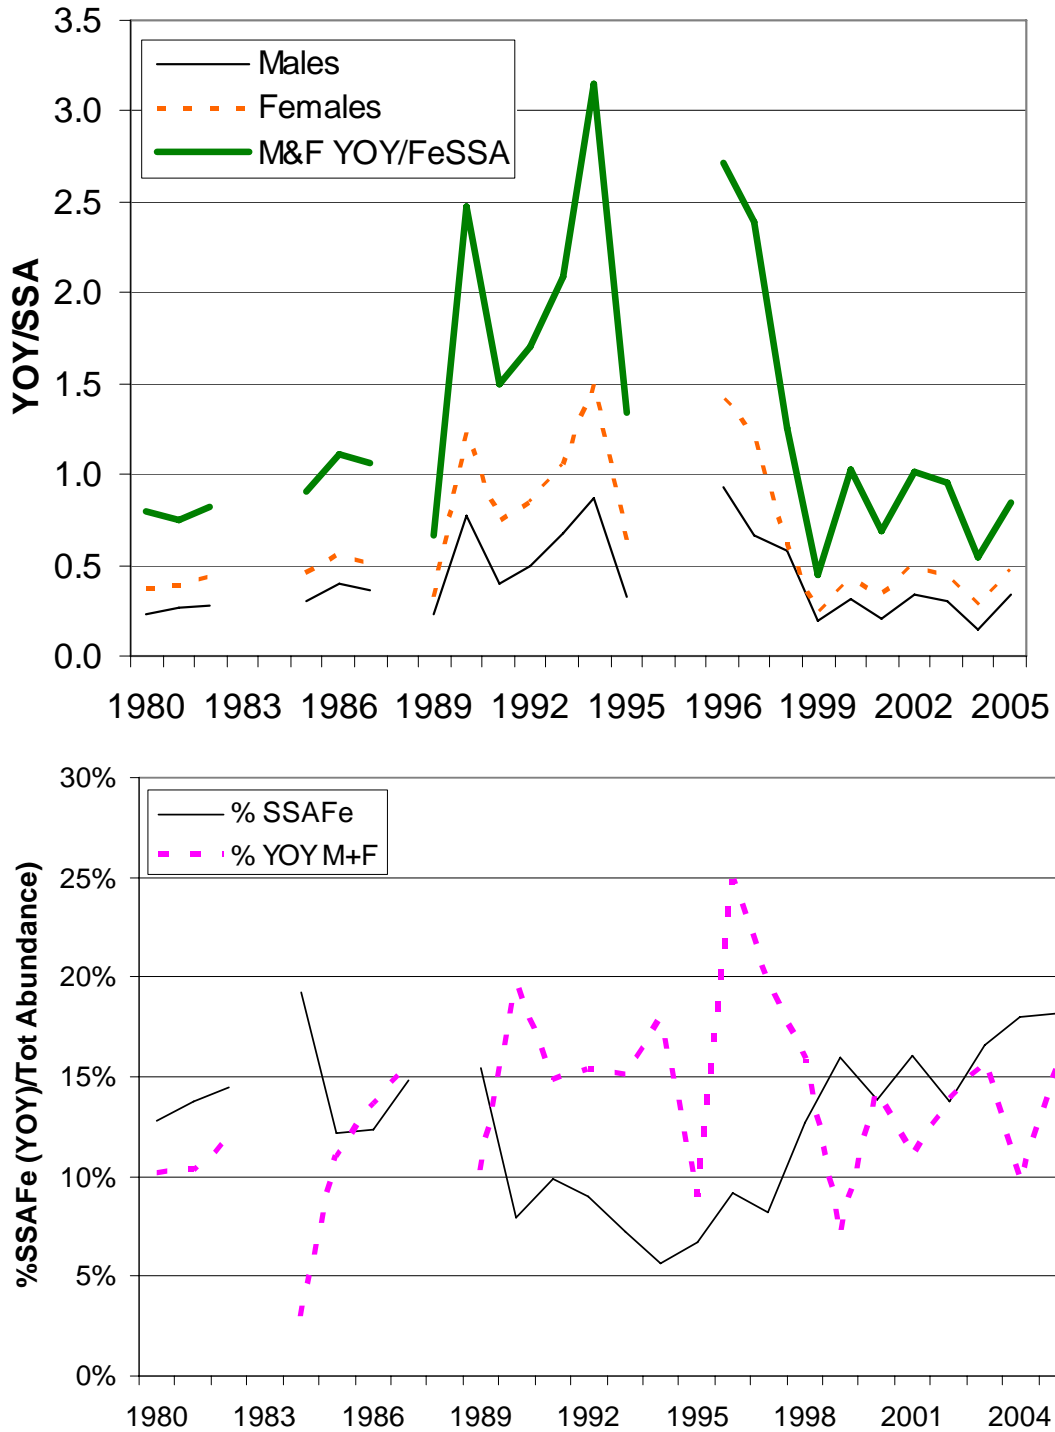 3.5
3.0
2.5
2.0
1.5
1.0
0.5
0.0
YOY/SSA
Males
Females
M&F YOY/FeSSA
1980 1983 1986 1989 1992 1995 1996 1999 2002 2005
30%
25%
20%
15%
10%
5%
0%
%SSAFe (YOY)/Tot Abundance)
% SSAFe
% YOY M+F
1980 1983 1986 1989 1992 1995 1998 2001 2004